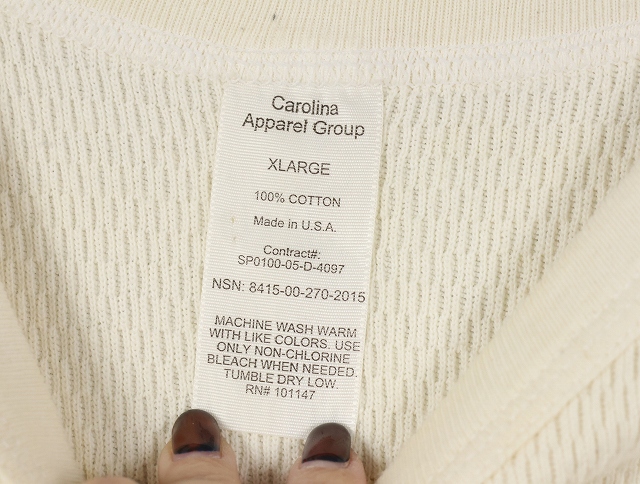 Carolina
Apparel Group
XLARGE
100% COTTON
Made in U.S.A.
Contract#:
SP0100-05-D-4097
NSN: 8415-00-270-2015
MACHINE WASH WARM
WITH LIKE COLORS. USE
ONLY NON-CHLORINE
BLEACH WHEN NEEDED.
TUMBLE DRY LOW.
RN# 101147